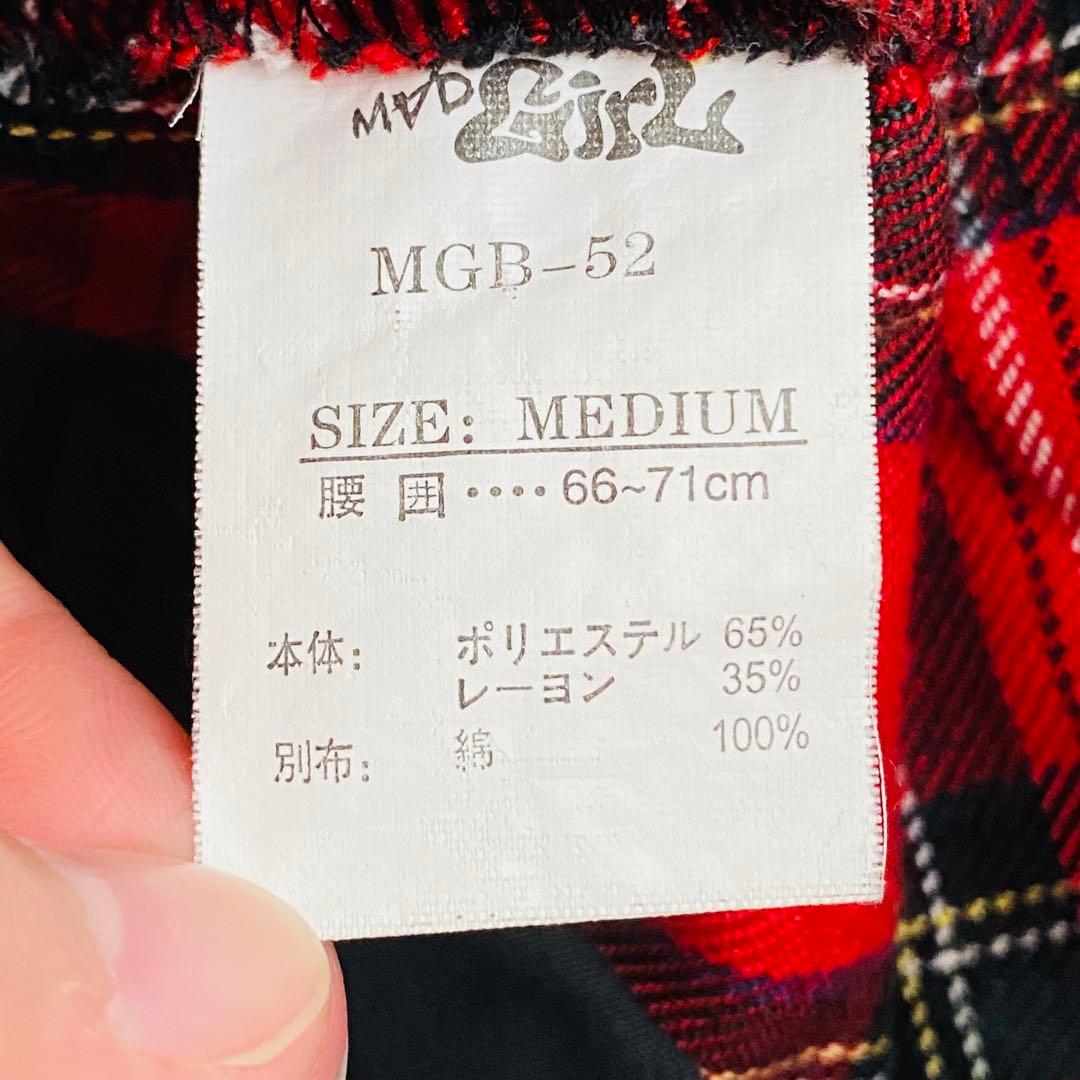 MAD GirL
MGB-52
SIZE: MEDIUM
腰 囲 ････ 66~71cm
本体: ポリエステル 65%
レーヨン 35%
別布: 綿 100%